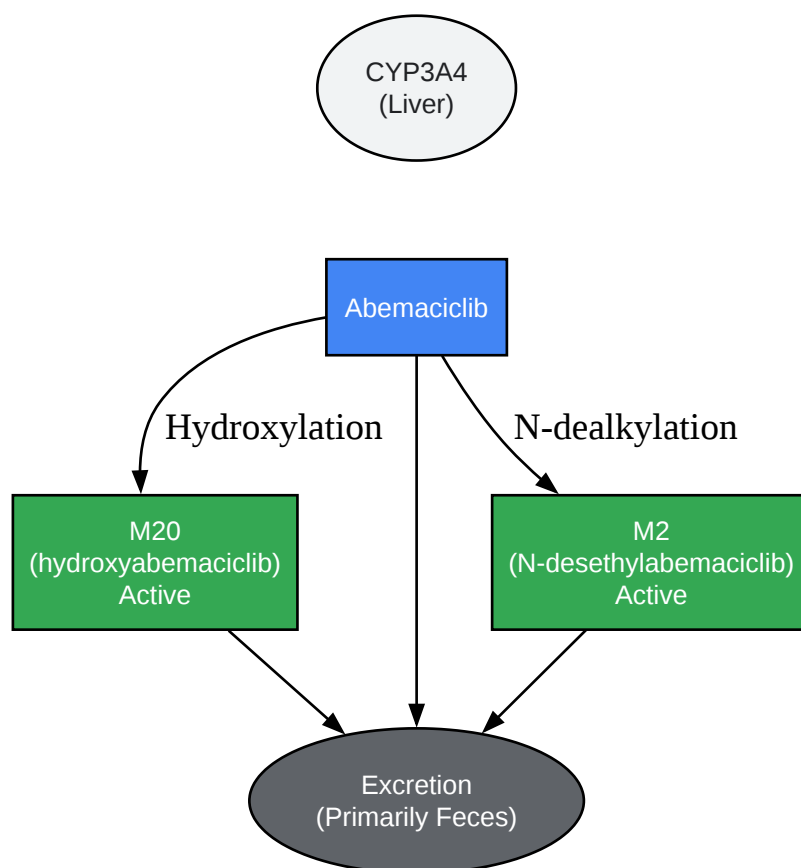 CYP3A4
(Liver)
Abemaciclib
Hydroxylation
N-dealkylation
M20
(hydroxyabemaciclib)
Active
M2
(N-desethylabemaciclib)
Active
Excretion
(Primarily Feces)